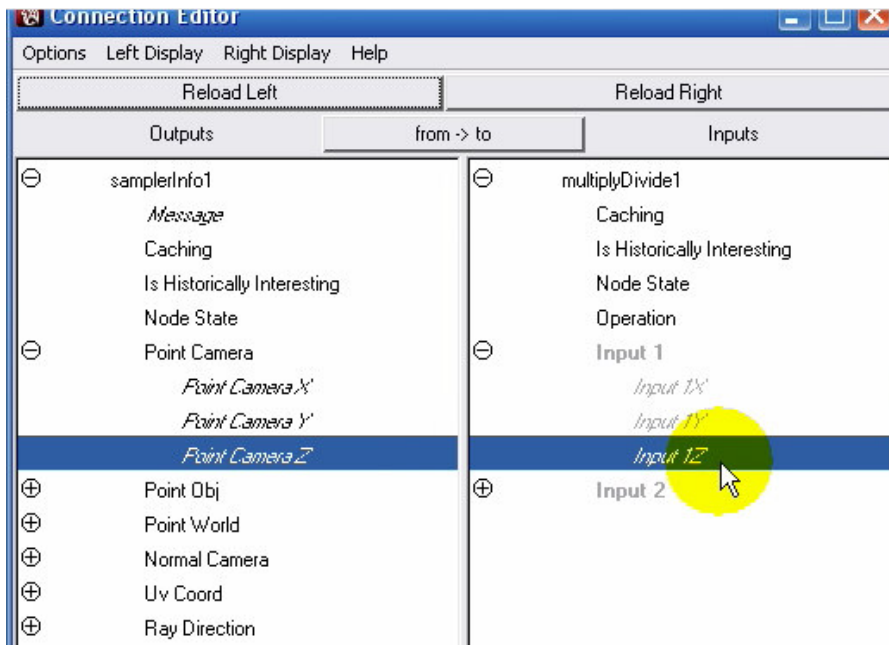 Connection Editor
Options Left Display Right Display Help
Reload Left Reload Right
Outputs from -> to Inputs
samplerInfo1 multiplyDivide1
Message Caching
Caching Is Historically Interesting
Is Historically Interesting Node State
Node State Operation
Point Camera Input 1
Point Camera X Input 1X
Point Camera Y Input 1Y
Point Camera Z Input 1Z
Point Obj Input 2
Point World
Normal Camera
Uv Coord
Ray Direction